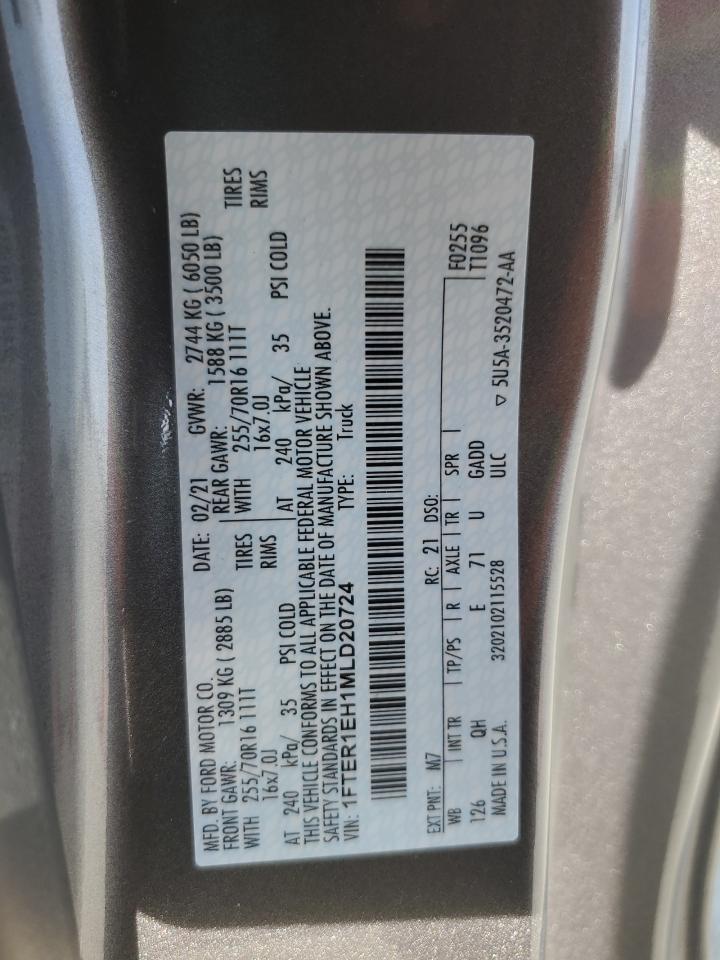 MFD. BY FORD MOTOR CO. DATE: 02/21 GVWR: 2744 KG ( 6050 LB)
FRONT GAWR: 1309 KG ( 2885 LB) REAR GAWR: 1588 KG ( 3500 LB)
WITH 255/70R16 111T TIRES WITH 255/70R16 111T TIRES
16x7.0J RIMS 16x7.0J RIMS
AT 240 kPa/ 35 PSI COLD AT 240 kPa/ 35 PSI COLD
THIS VEHICLE CONFORMS TO ALL APPLICABLE FEDERAL MOTOR VEHICLE
SAFETY STANDARDS IN EFFECT ON THE DATE OF MANUFACTURE SHOWN ABOVE.
VIN: 1FTER1EH1MLD20724 TYPE: Truck
EXT PNT: M7 RC: 21 DSO:
WB INT TR TP/PS R AXLE TR SPR F0255
126 QH E 71 U GADD T1096
MADE IN U.S.A. 3202102115528 ULC ▽ 5U5A-3520472-AA